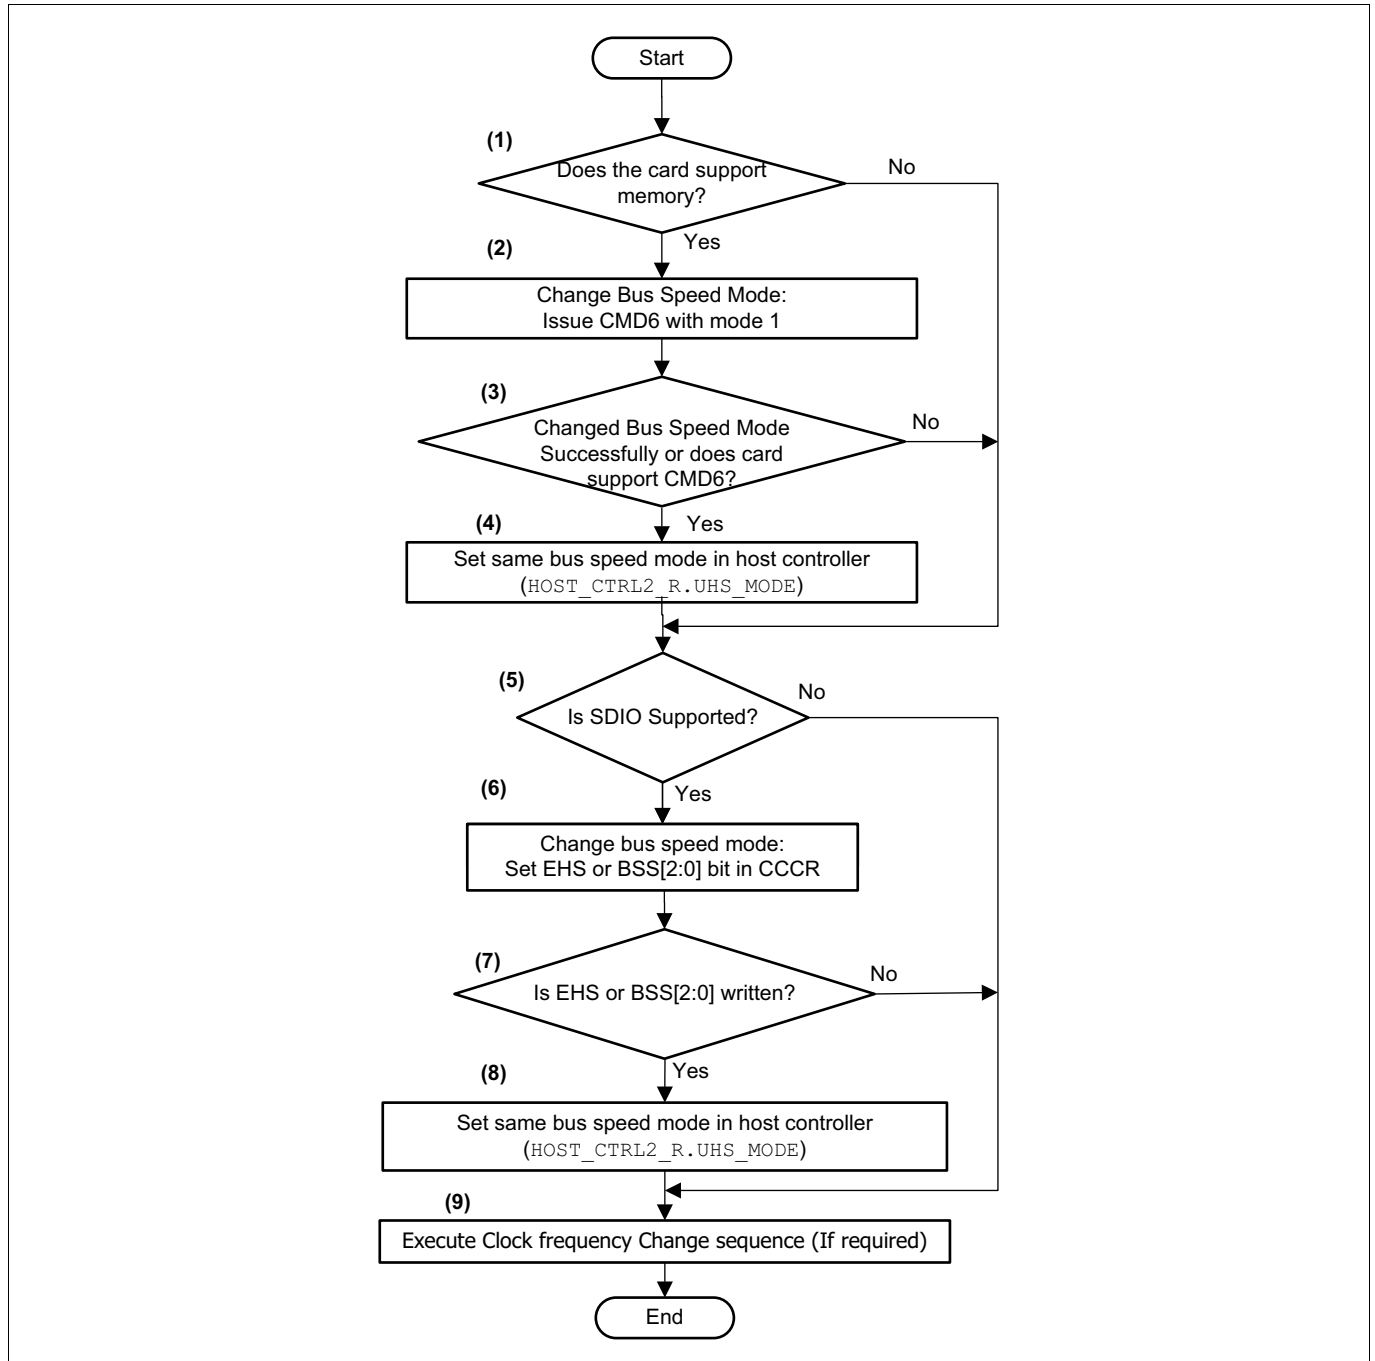 Start
(1)
Does the card support
memory?
No
Yes
(2)
Change Bus Speed Mode:
Issue CMD6 with mode 1
(3)
Changed Bus Speed Mode
Successfully or does card
support CMD6?
No
Yes
(4)
Set same bus speed mode in host controller
(HOST_CTRL2_R.UHS_MODE)
(5)
Is SDIO Supported?
No
Yes
(6)
Change bus speed mode:
Set EHS or BSS[2:0] bit in CCCR
(7)
Is EHS or BSS[2:0] written?
No
Yes
(8)
Set same bus speed mode in host controller
(HOST_CTRL2_R.UHS_MODE)
(9)
Execute Clock frequency Change sequence (If required)
End